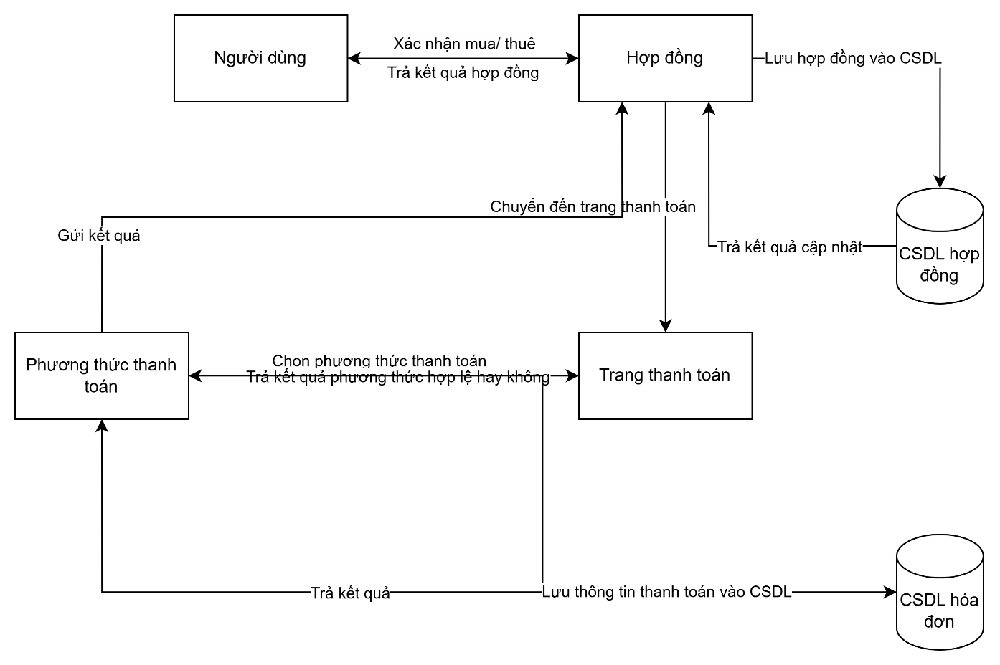 Xác nhận mua/ thuê
Người dùng
Hợp đồng
Lưu hợp đồng vào CSDL
Trả kết quả hợp đồng
Chuyển đến trang thanh toán
Gửi kết quả
Trả kết quả cập nhật
CSDL hợp
đồng
Chon phương thức thanh toán
Phương thức thanh
toán
Trả kết quả phương thức hợp lệ hay không
Trang thanh toán
Trả kết quả
Lưu thông tin thanh toán vào CSDL
CSDL hóa
đơn